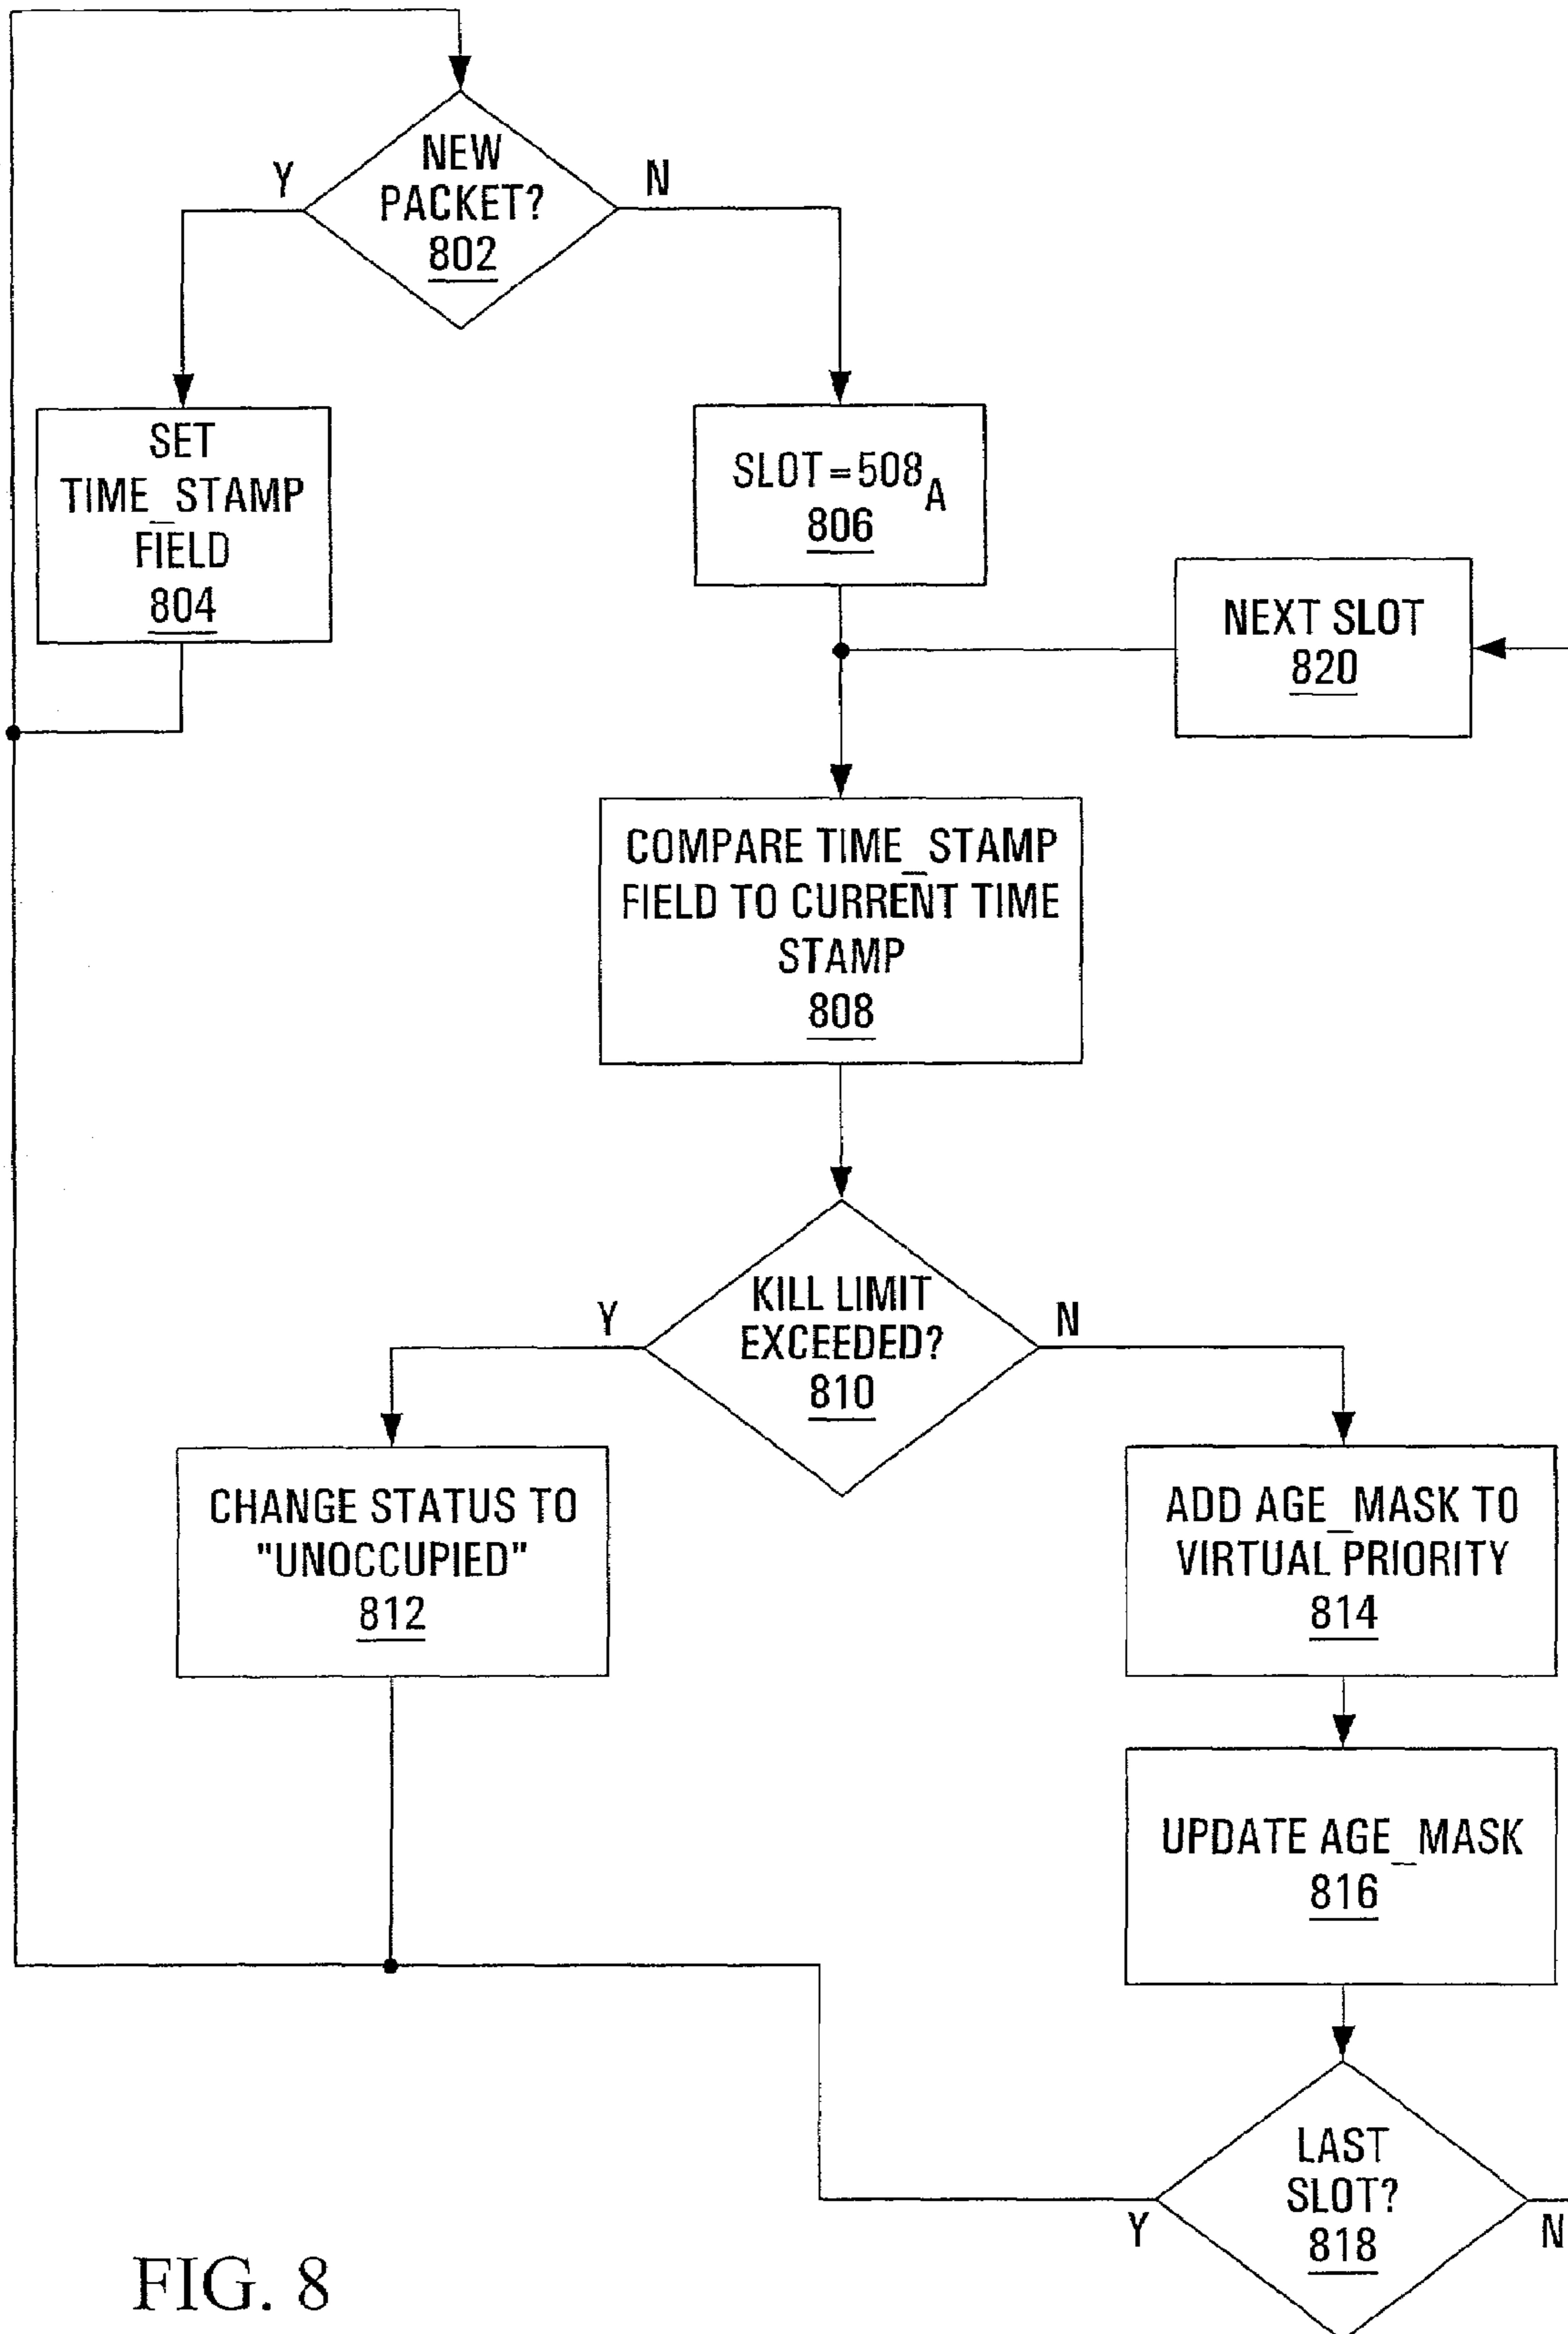 NEW
PACKET?
802
Y
N
SET
TIME_STAMP
FIELD
804
SLOT=508A
806
NEXT SLOT
820
COMPARE TIME_STAMP
FIELD TO CURRENT TIME
STAMP
808
KILL LIMIT
EXCEEDED?
810
Y
N
CHANGE STATUS TO
"UNOCCUPIED"
812
ADD AGE_MASK TO
VIRTUAL PRIORITY
814
UPDATE AGE_MASK
816
LAST
SLOT?
818
Y
N
FIG. 8